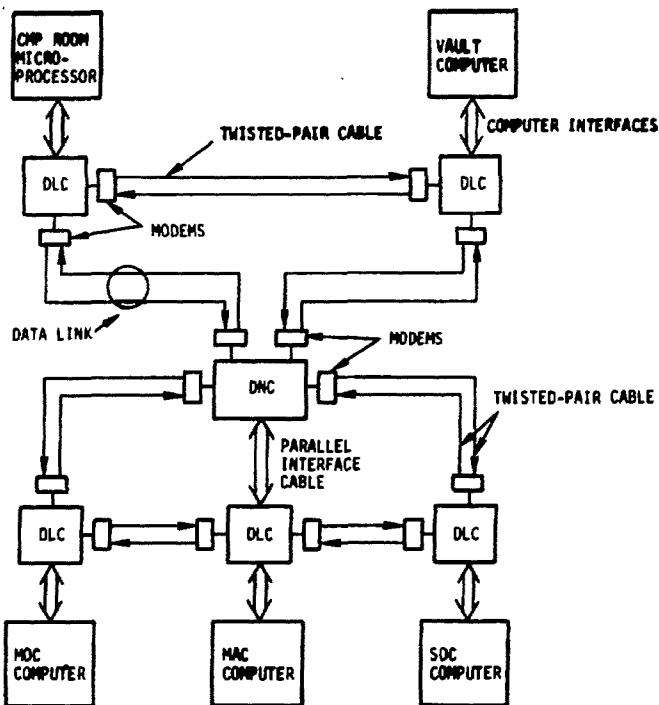 CMP ROOM
MICRO-
PROCESSOR
VAULT
COMPUTER
TWISTED-PAIR CABLE
COMPUTER INTERFACES
DLC
DLC
MODEMS
DATA LINK
MODEMS
DNC
TWISTED-PAIR CABLE
PARALLEL
INTERFACE
CABLE
DLC
DLC
DLC
MOC
COMPUTER
MAC
COMPUTER
SOC
COMPUTER